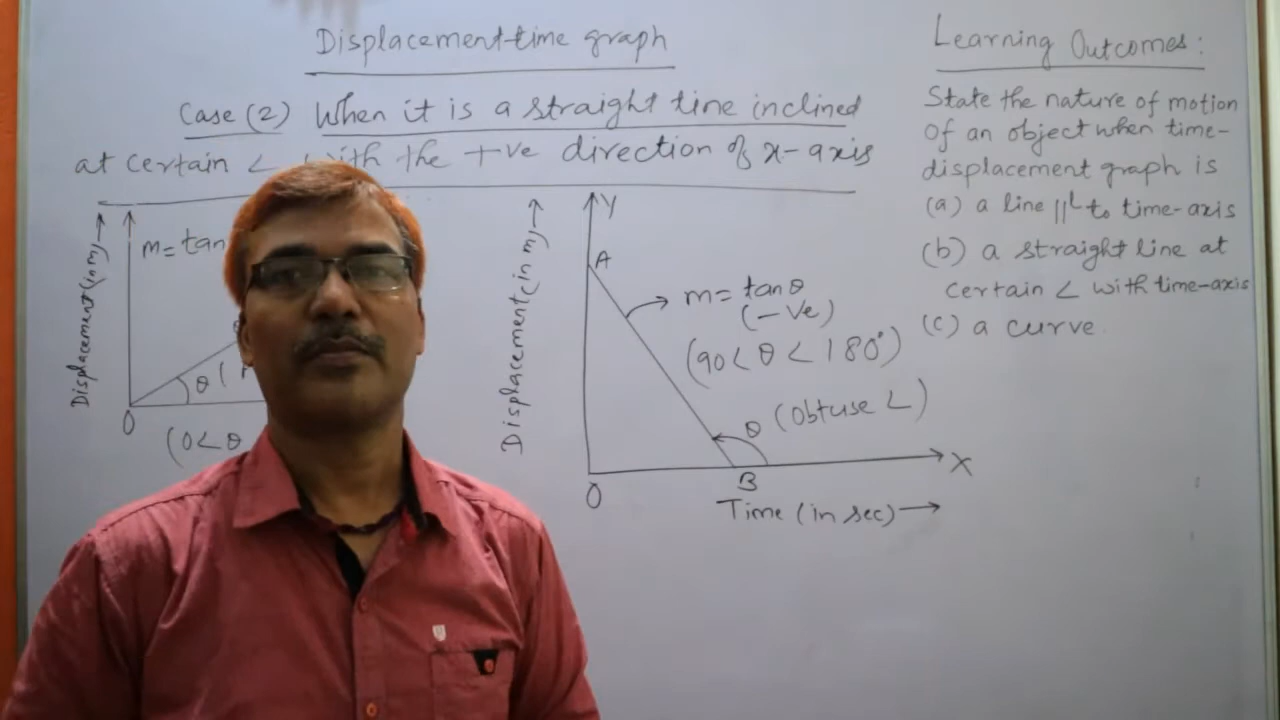 Displacement-time graph
Case (2) When it is a straight line inclined
at certain ∠ with the +ve direction of x-axis
Displacement (in m) →
m = tan
θ
O
(0 < θ
Displacement (in m) →
Y
A
m = tanθ
(-ve)
(90 < θ < 180°)
θ (Obtuse ∠)
X
B
O
Time (in sec) →
Learning Outcomes:
State the nature of motion
of an object when time-
displacement graph is
(a) a line ||L to time-axis
(b) a straight line at
certain ∠ with time-axis
(c) a curve.